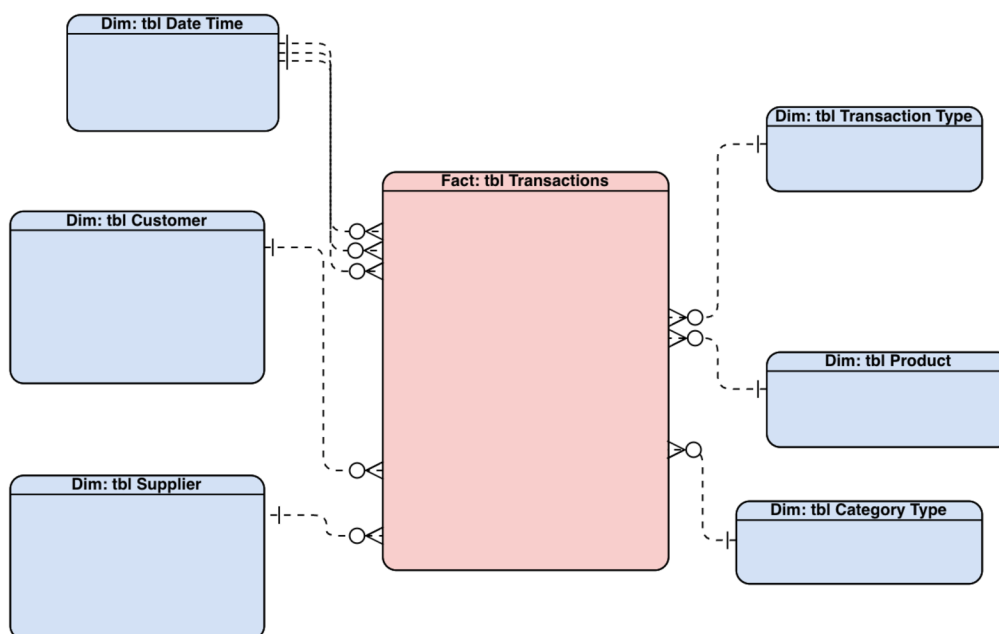 Dim: tbl Date Time
Dim: tbl Transaction Type
Fact: tbl Transactions
Dim: tbl Customer
Dim: tbl Product
Dim: tbl Supplier
Dim: tbl Category Type